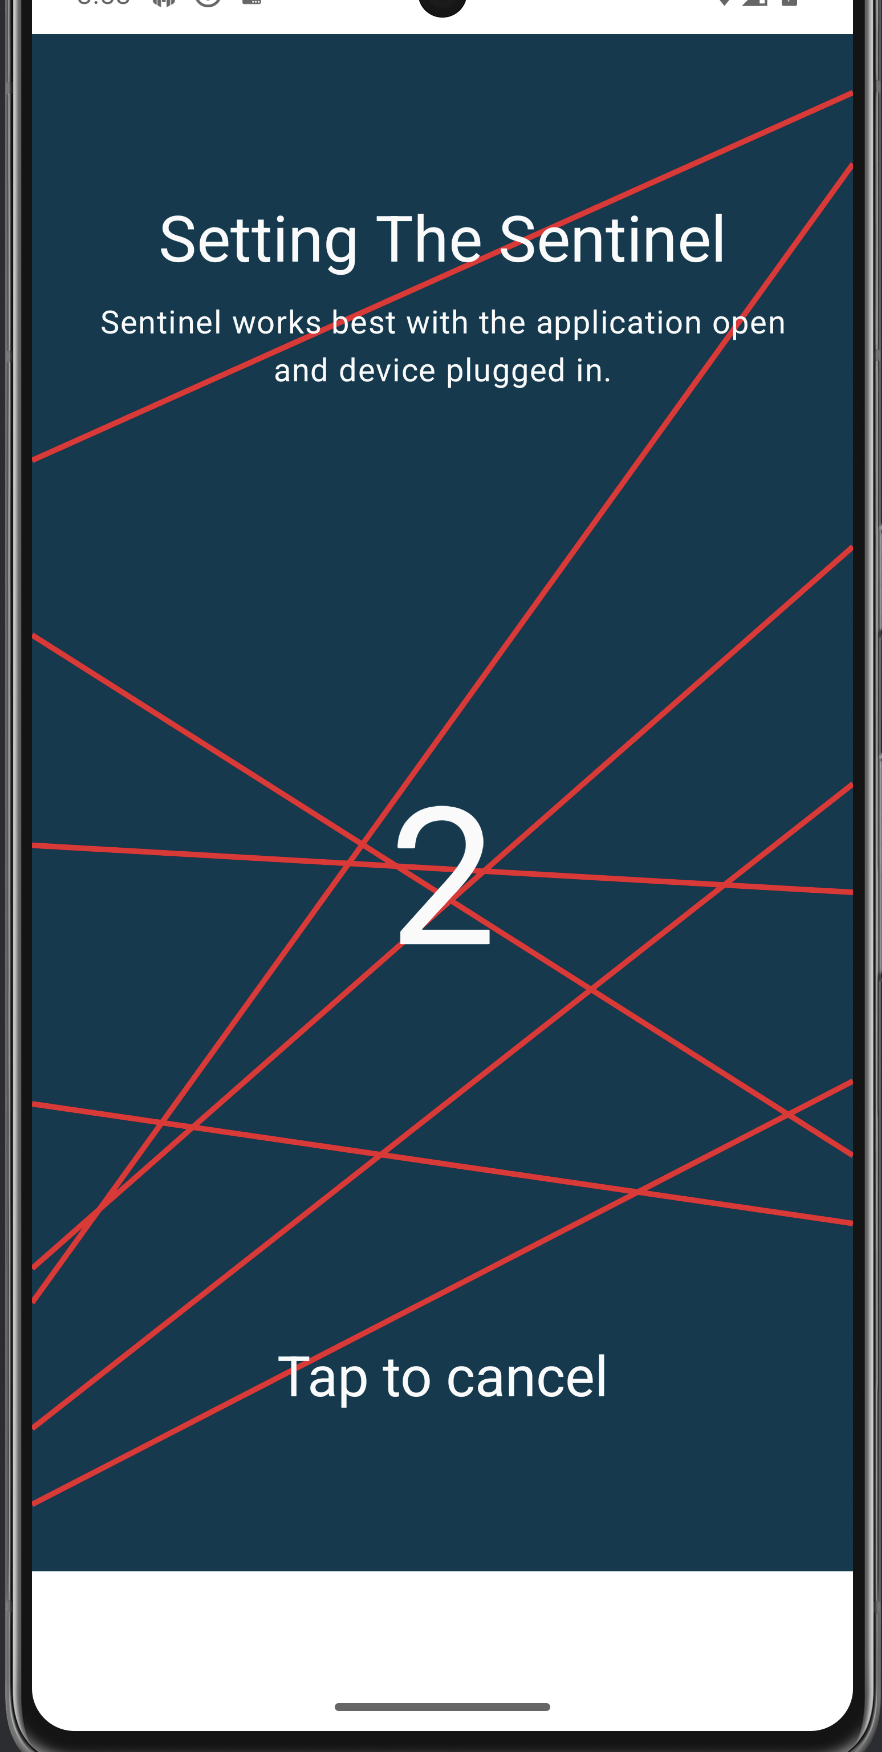 Setting The Sentinel
Sentinel works best with the application open
and device plugged in.
2
Tap to cancel